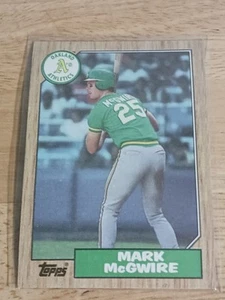 OAKLAND
A's
ATHLETICS
McGWIRE
25
Topps
MARK
McGWIRE